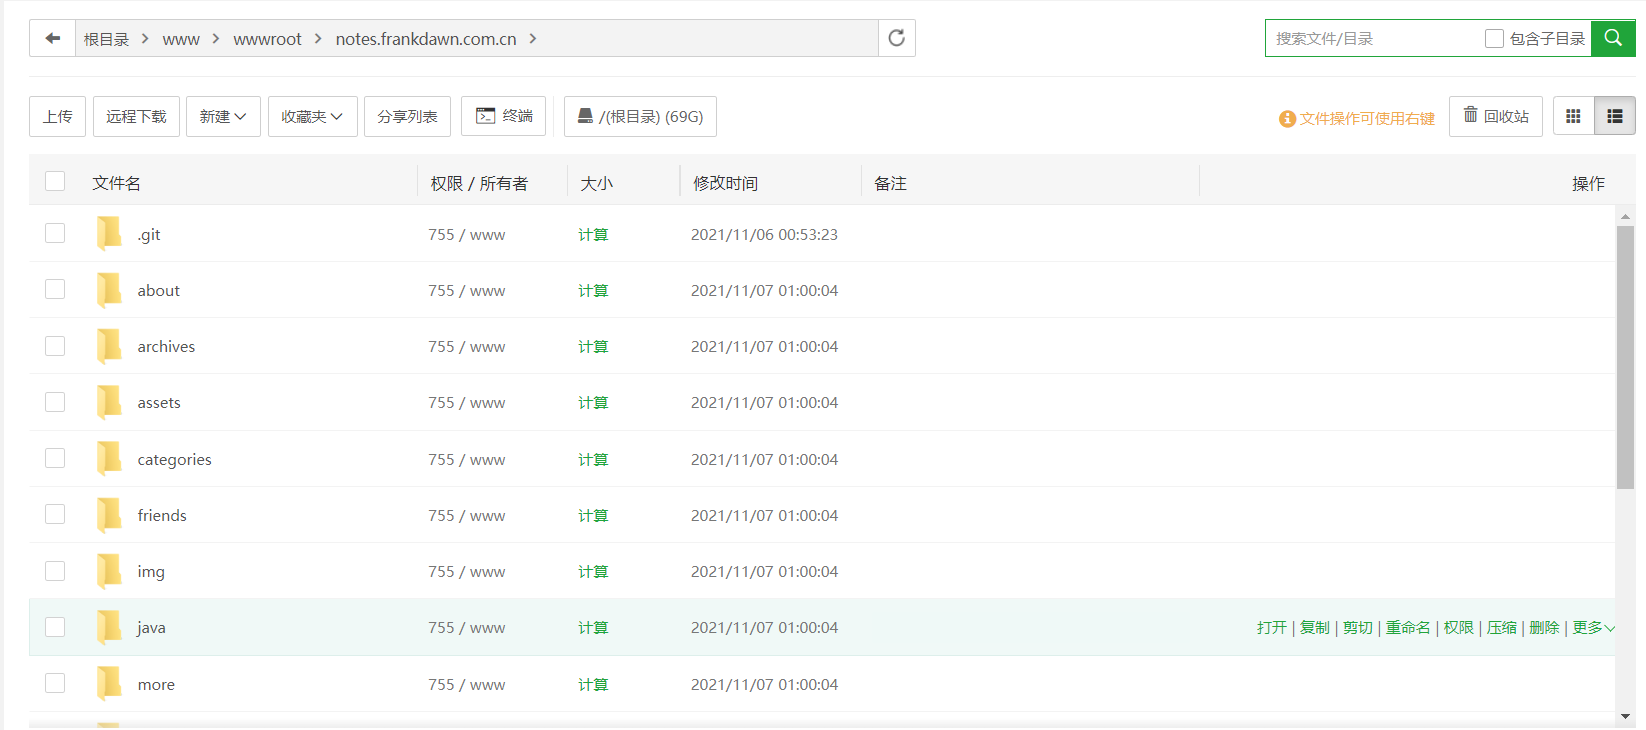 根目录 > www > wwwroot > notes.frankdawn.com.cn > 搜索文件/目录 包含子目录
上传 远程下载 新建 收藏夹 分享列表 终端 /(根目录) (69G) 文件操作可使用右键 回收站
文件名 权限 / 所有者 大小 修改时间 备注 操作
.git 755 / www 计算 2021/11/06 00:53:23
about 755 / www 计算 2021/11/07 01:00:04
archives 755 / www 计算 2021/11/07 01:00:04
assets 755 / www 计算 2021/11/07 01:00:04
categories 755 / www 计算 2021/11/07 01:00:04
friends 755 / www 计算 2021/11/07 01:00:04
img 755 / www 计算 2021/11/07 01:00:04
java 755 / www 计算 2021/11/07 01:00:04 打开 | 复制 | 剪切 | 重命名 | 权限 | 压缩 | 删除 | 更多
more 755 / www 计算 2021/11/07 01:00:04